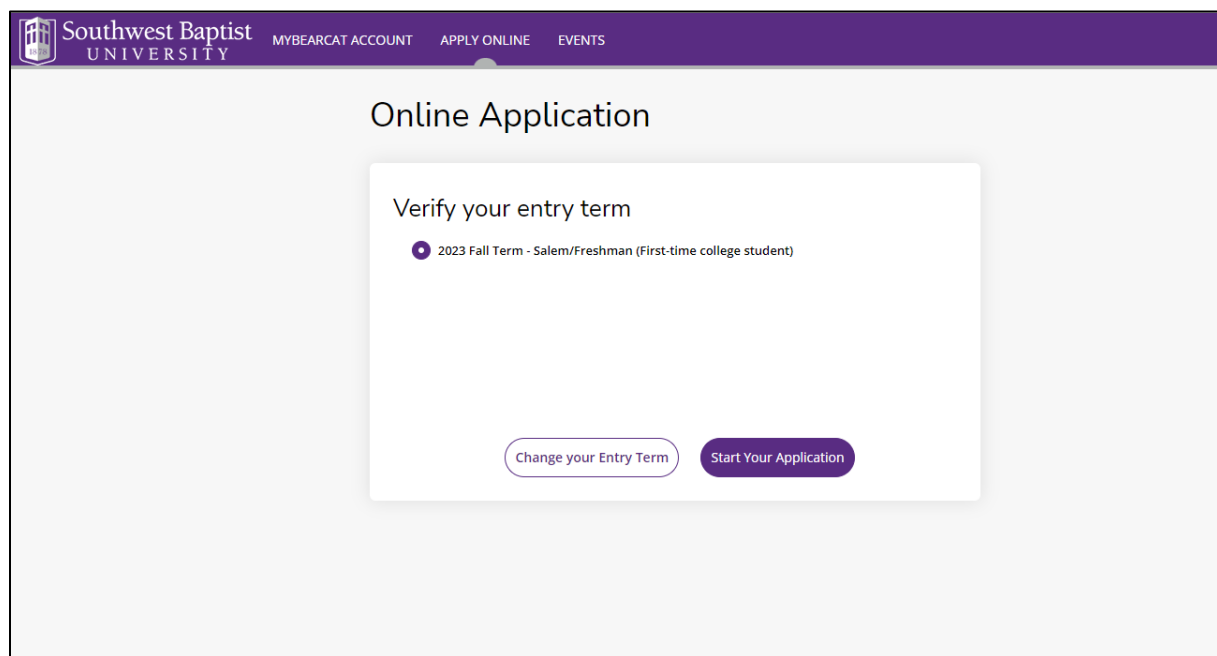 Southwest Baptist
UNIVERSITY
1878
MYBEARCAT ACCOUNT APPLY ONLINE EVENTS
Online Application
Verify your entry term
2023 Fall Term - Salem/Freshman (First-time college student)
Change your Entry Term Start Your Application